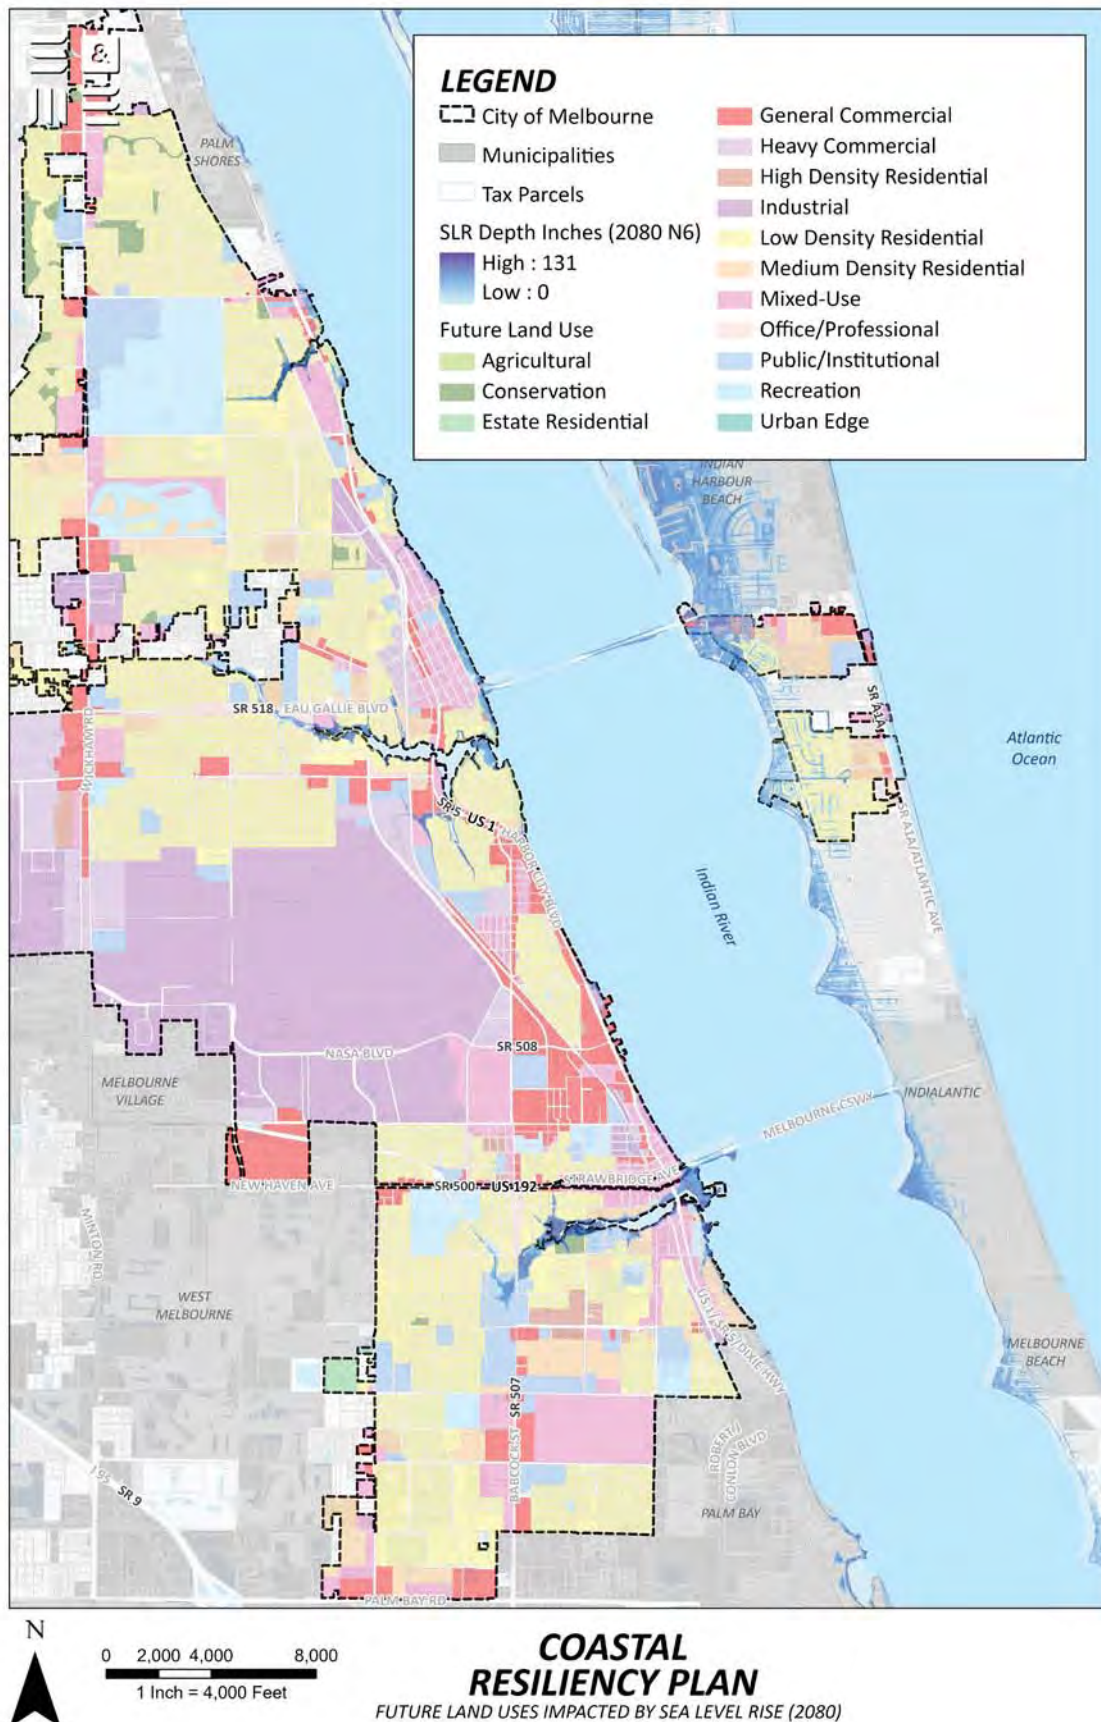 &
PALM
SHORES
LEGEND
City of Melbourne
Municipalities
Tax Parcels
SLR Depth Inches (2080 N6)
High : 131
Low : 0
Future Land Use
Agricultural
Conservation
Estate Residential
General Commercial
Heavy Commercial
High Density Residential
Industrial
Low Density Residential
Medium Density Residential
Mixed-Use
Office/Professional
Public/Institutional
Recreation
Urban Edge
INDIAN
HARBOUR
BEACH
SR 518
EAU GALLIE BLVD
WICKHAM RD
SR A1A
Atlantic
Ocean
SR 5
US 1
HARBOR CITY BLVD
SR A1A/ATLANTIC AVE
Indian River
NASA BLVD
SR 508
MELBOURNE
VILLAGE
INDIALANTIC
MELBOURNE CSWY
STRAWBRIDGE AVE
NEW HAVEN AVE
SR 500
US 192
MINTON RD
WEST
MELBOURNE
US 1/SR 5/DIXIE HWY
MELBOURNE
BEACH
SR 507
BABCOCK ST
ROBERT J
CONLON BLVD
I 95
SR 9
PALM BAY
PALM BAY RD
N
0 2,000 4,000 8,000
1 Inch = 4,000 Feet
COASTAL
RESILIENCY PLAN
FUTURE LAND USES IMPACTED BY SEA LEVEL RISE (2080)